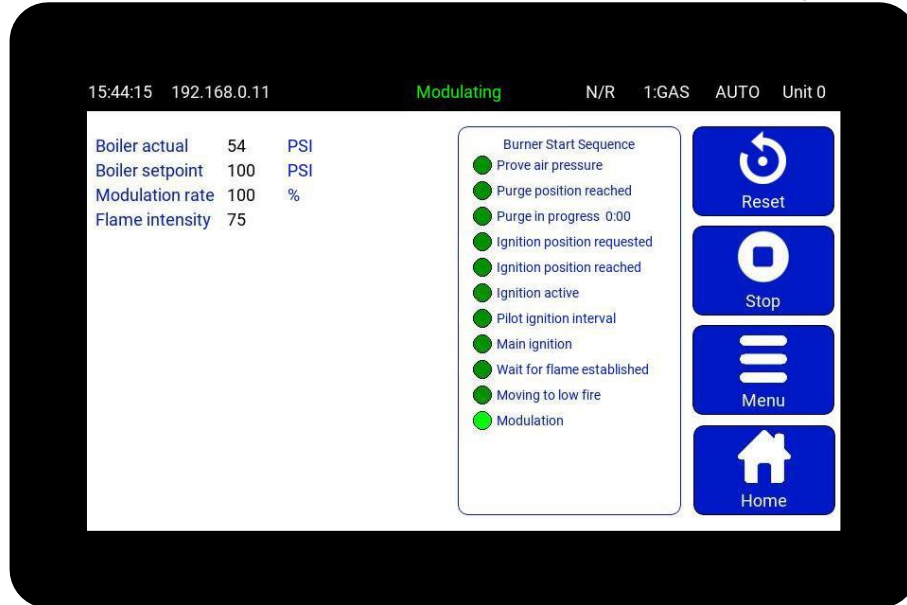 15:44:15 192.168.0.11 Modulating N/R 1:GAS AUTO Unit 0
Boiler actual 54 PSI
Boiler setpoint 100 PSI
Modulation rate 100 %
Flame intensity 75
Burner Start Sequence
Prove air pressure
Purge position reached
Purge in progress 0:00
Ignition position requested
Ignition position reached
Ignition active
Pilot ignition interval
Main ignition
Wait for flame established
Moving to low fire
Modulation
Reset
Stop
Menu
Home